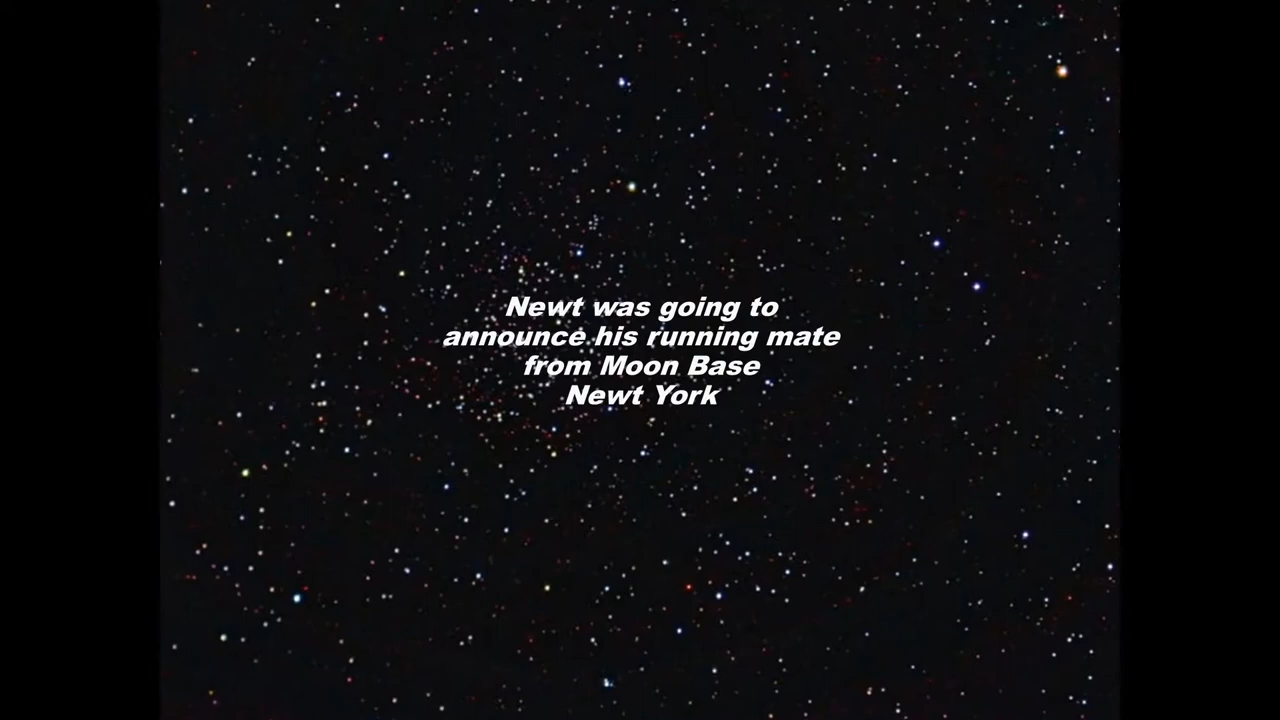 Newt was going to
announce his running mate
from Moon Base
Newt York